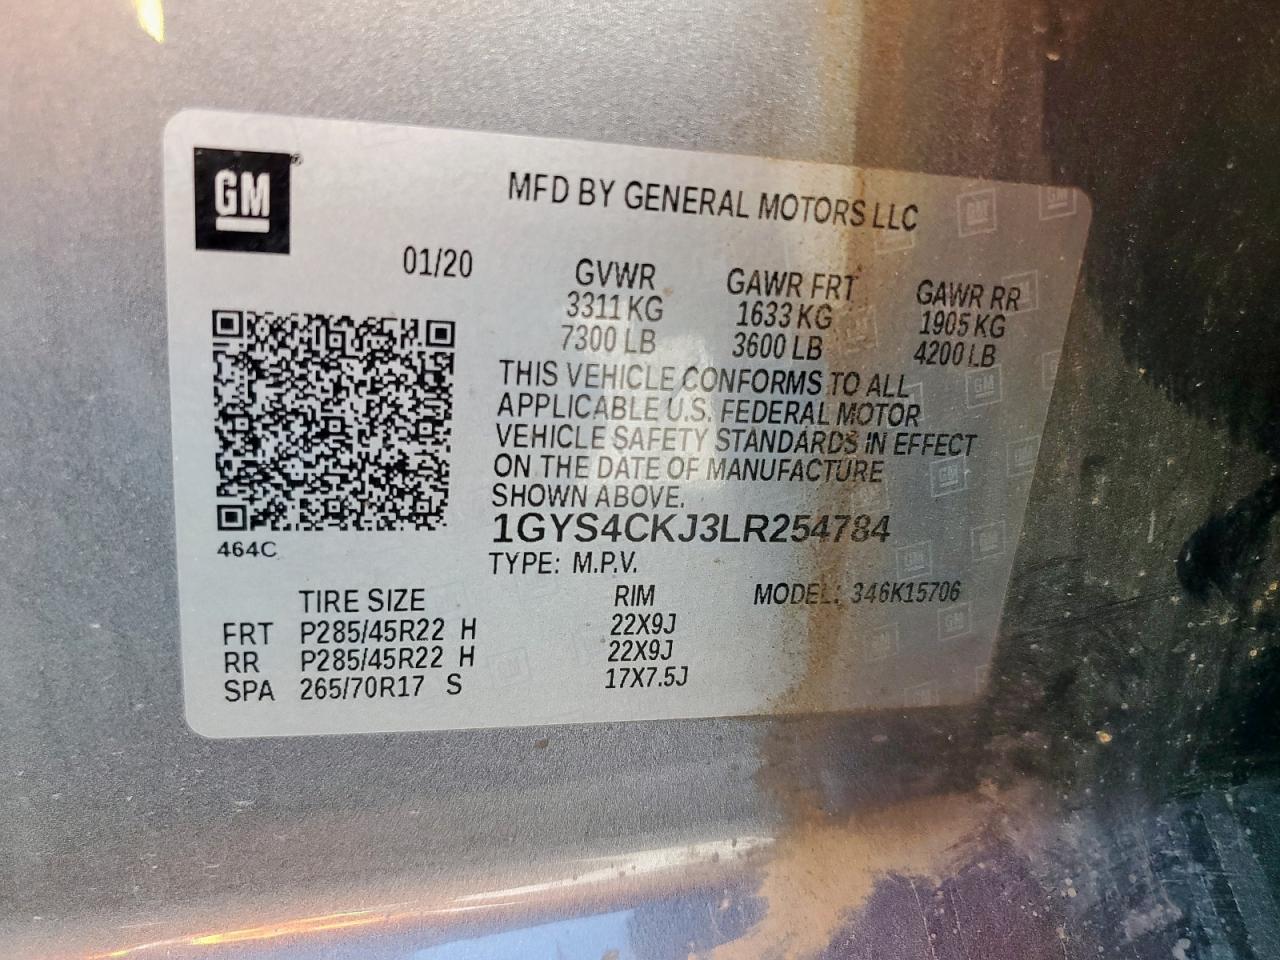 GM®
MFD BY GENERAL MOTORS LLC
01/20
GVWR GAWR FRT GAWR RR
3311 KG 1633 KG 1905 KG
7300 LB 3600 LB 4200 LB
THIS VEHICLE CONFORMS TO ALL
APPLICABLE U.S. FEDERAL MOTOR
VEHICLE SAFETY STANDARDS IN EFFECT
ON THE DATE OF MANUFACTURE
SHOWN ABOVE.
1GYS4CKJ3LR254784
464C
TYPE: M.P.V.
TIRE SIZE RIM MODEL: 346K15706
FRT P285/45R22 H 22X9J
RR P285/45R22 H 22X9J
SPA 265/70R17 S 17X7.5J